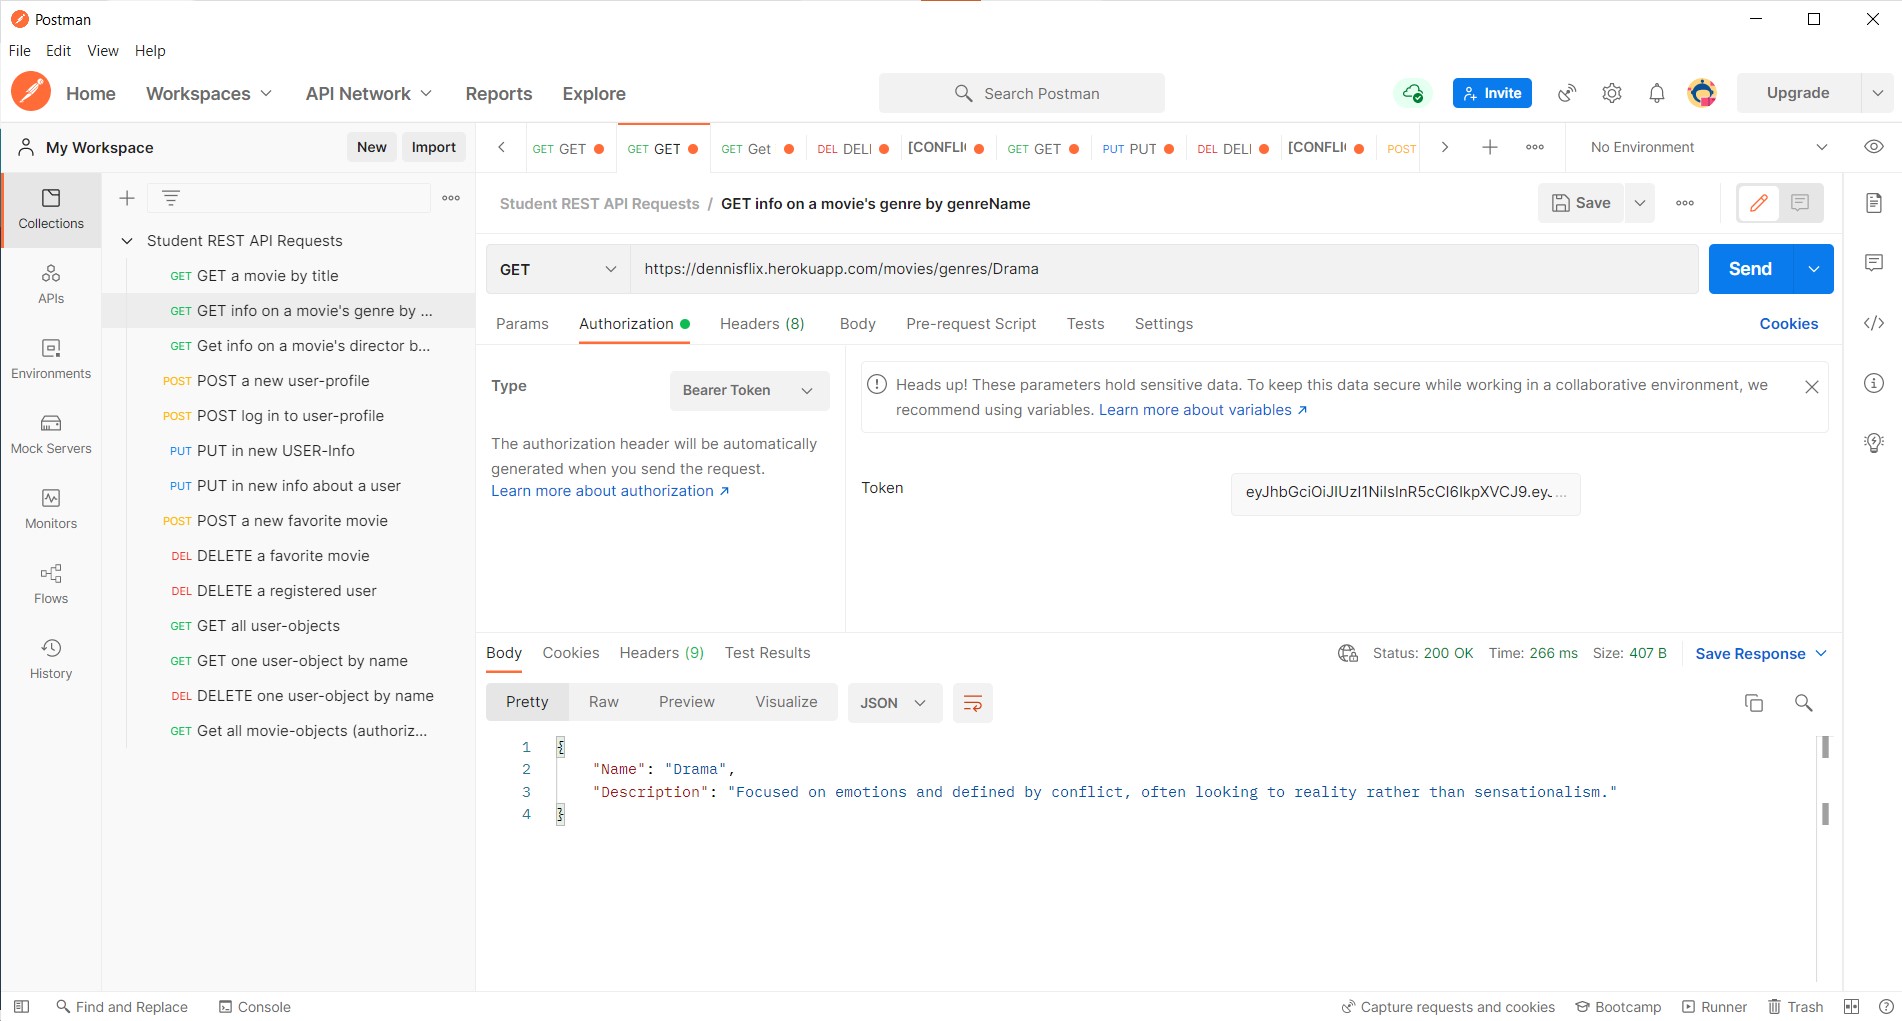 Postman
File Edit View Help
Home Workspaces API Network Reports Explore Search Postman Invite Upgrade
My Workspace New Import GET GET GET GET GET Get DEL DELI [CONFLI GET GET PUT PUT DEL DELI [CONFLI POST No Environment
Collections
APIs
Environments
Mock Servers
Monitors
Flows
History
Student REST API Requests
GET GET a movie by title
GET GET info on a movie's genre by ...
GET Get info on a movie's director b...
POST POST a new user-profile
POST POST log in to user-profile
PUT PUT in new USER-Info
PUT PUT in new info about a user
POST POST a new favorite movie
DEL DELETE a favorite movie
DEL DELETE a registered user
GET GET all user-objects
GET GET one user-object by name
DEL DELETE one user-object by name
GET Get all movie-objects (authoriz...
Student REST API Requests / GET info on a movie's genre by genreName Save
GET https://dennisflix.herokuapp.com/movies/genres/Drama Send
Params Authorization Headers (8) Body Pre-request Script Tests Settings Cookies
Type Bearer Token
The authorization header will be automatically
generated when you send the request.
Learn more about authorization ↗
Heads up! These parameters hold sensitive data. To keep this data secure while working in a collaborative environment, we
recommend using variables. Learn more about variables ↗
Token eyJhbGciOiJIUzI1NiIsInR5cCI6IkpXVCJ9.eyJ...
Body Cookies Headers (9) Test Results Status: 200 OK Time: 266 ms Size: 407 B Save Response
Pretty Raw Preview Visualize JSON
1 {
2 "Name": "Drama",
3 "Description": "Focused on emotions and defined by conflict, often looking to reality rather than sensationalism."
4 }
Find and Replace Console Capture requests and cookies Bootcamp Runner Trash